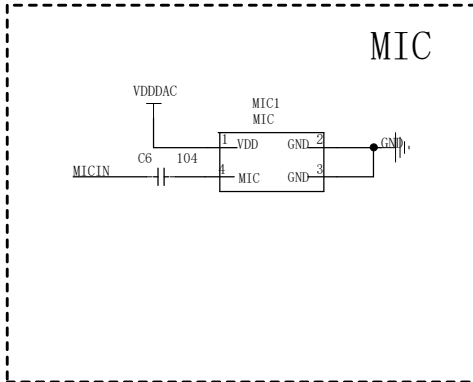 MIC
VDDDAC
MIC1
MIC
1 VDD GND 2
GND
C6 104
MICIN
4 MIC GND 3